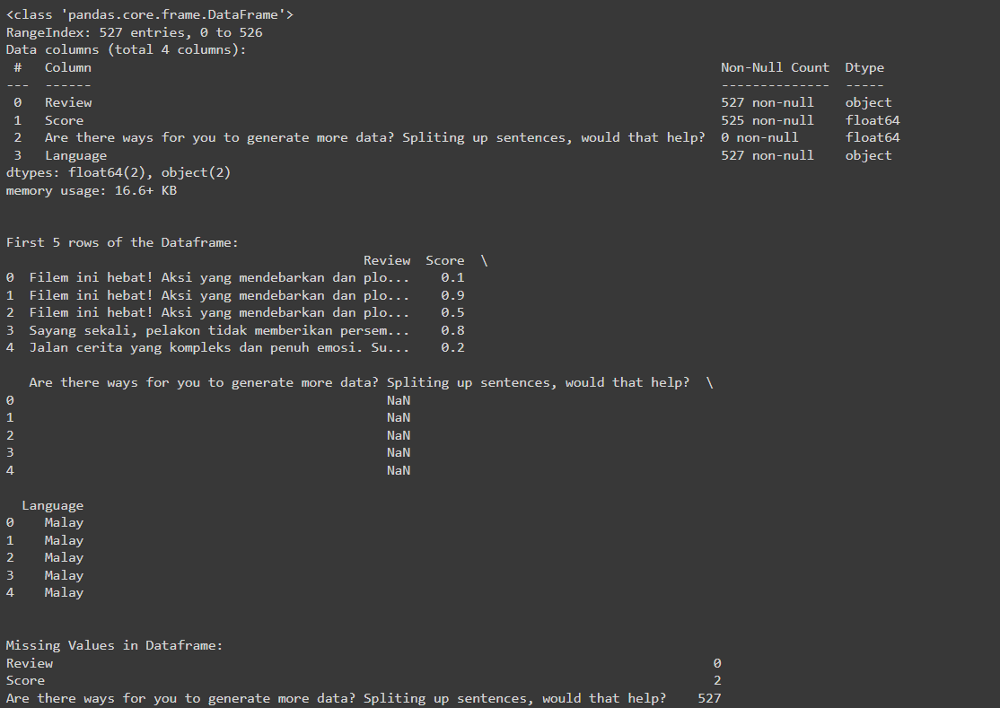 <class 'pandas.core.frame.DataFrame'>
RangeIndex: 527 entries, 0 to 526
Data columns (total 4 columns):
 #   Column                                                                                 Non-Null Count  Dtype
---  ------                                                                                 --------------  -----
 0   Review                                                                                 527 non-null    object
 1   Score                                                                                  525 non-null    float64
 2   Are there ways for you to generate more data? Spliting up sentences, would that help?  0 non-null      float64
 3   Language                                                                               527 non-null    object
dtypes: float64(2), object(2)
memory usage: 16.6+ KB
First 5 rows of the Dataframe:
                                              Review  Score  \
0  Filem ini hebat! Aksi yang mendebarkan dan plo...    0.1
1  Filem ini hebat! Aksi yang mendebarkan dan plo...    0.9
2  Filem ini hebat! Aksi yang mendebarkan dan plo...    0.5
3  Sayang sekali, pelakon tidak memberikan persem...    0.8
4  Jalan cerita yang kompleks dan penuh emosi. Su...    0.2
   Are there ways for you to generate more data? Spliting up sentences, would that help?  \
0                                                NaN
1                                                NaN
2                                                NaN
3                                                NaN
4                                                NaN
  Language
0    Malay
1    Malay
2    Malay
3    Malay
4    Malay
Missing Values in Dataframe:
Review                                                                                     0
Score                                                                                      2
Are there ways for you to generate more data? Spliting up sentences, would that help?    527